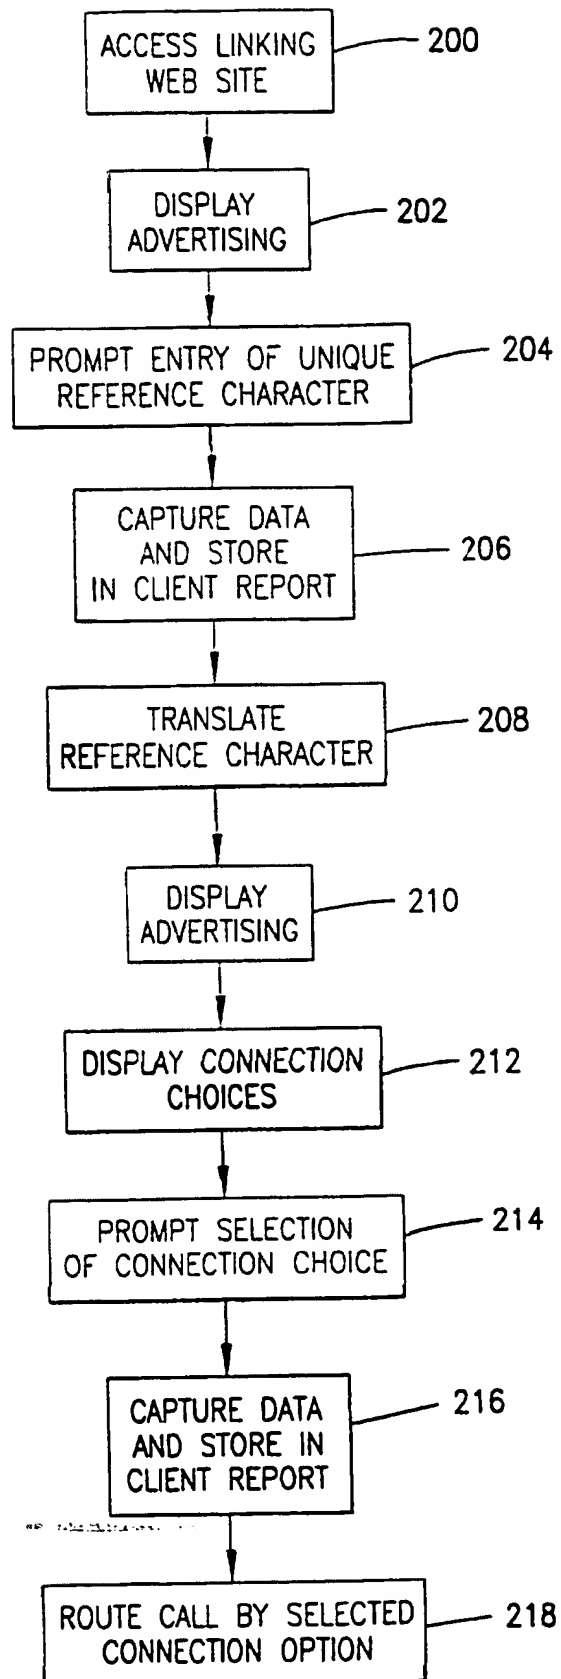 ACCESS LINKING
WEB SITE
200
DISPLAY
ADVERTISING
202
PROMPT ENTRY OF UNIQUE
REFERENCE CHARACTER
204
CAPTURE DATA
AND STORE
IN CLIENT REPORT
206
TRANSLATE
REFERENCE CHARACTER
208
DISPLAY
ADVERTISING
210
DISPLAY CONNECTION
CHOICES
212
PROMPT SELECTION
OF CONNECTION CHOICE
214
CAPTURE DATA
AND STORE IN
CLIENT REPORT
216
ROUTE CALL BY SELECTED
CONNECTION OPTION
218